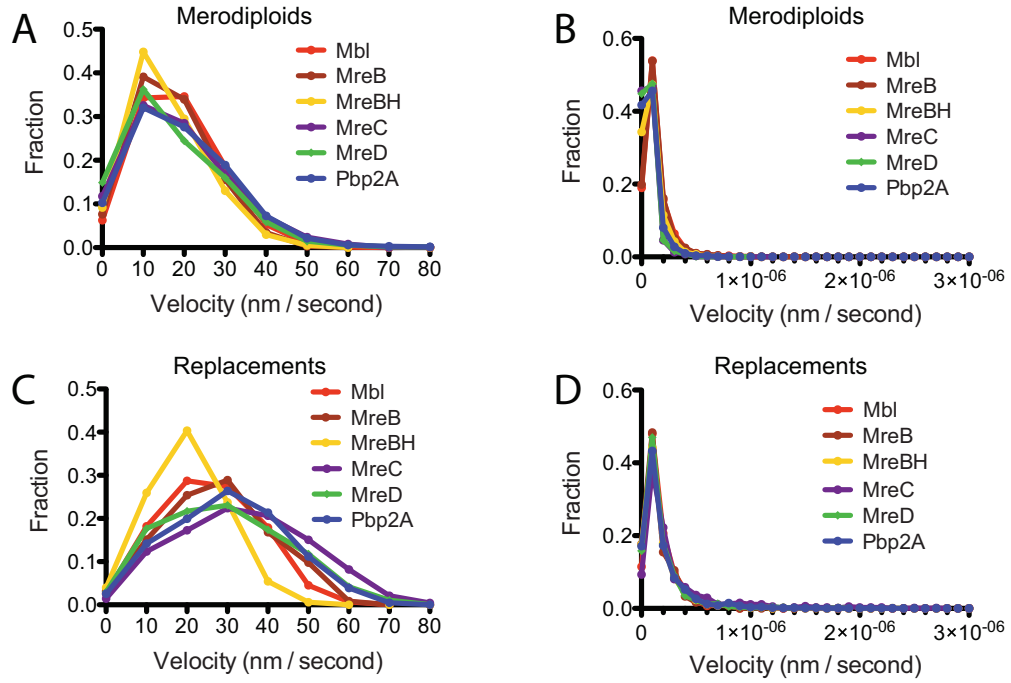 A
Merodiploids
Fraction
0.5
0.4
0.3
0.2
0.1
0.0
Mbl
MreB
MreBH
MreC
MreD
Pbp2A
0 10 20 30 40 50 60 70 80
Velocity (nm / second)
B
Merodiploids
Fraction
0.6
0.4
0.2
0.0
Mbl
MreB
MreBH
MreC
MreD
Pbp2A
0 1×10-06 2×10-06 3×10-06
Velocity (nm / second)
C
Replacements
Fraction
0.5
0.4
0.3
0.2
0.1
0.0
Mbl
MreB
MreBH
MreC
MreD
Pbp2A
0 10 20 30 40 50 60 70 80
Velocity (nm / second)
D
Replacements
Fraction
0.6
0.4
0.2
0.0
Mbl
MreB
MreBH
MreC
MreD
Pbp2A
0 1×10-06 2×10-06 3×10-06
Velocity (nm / second)